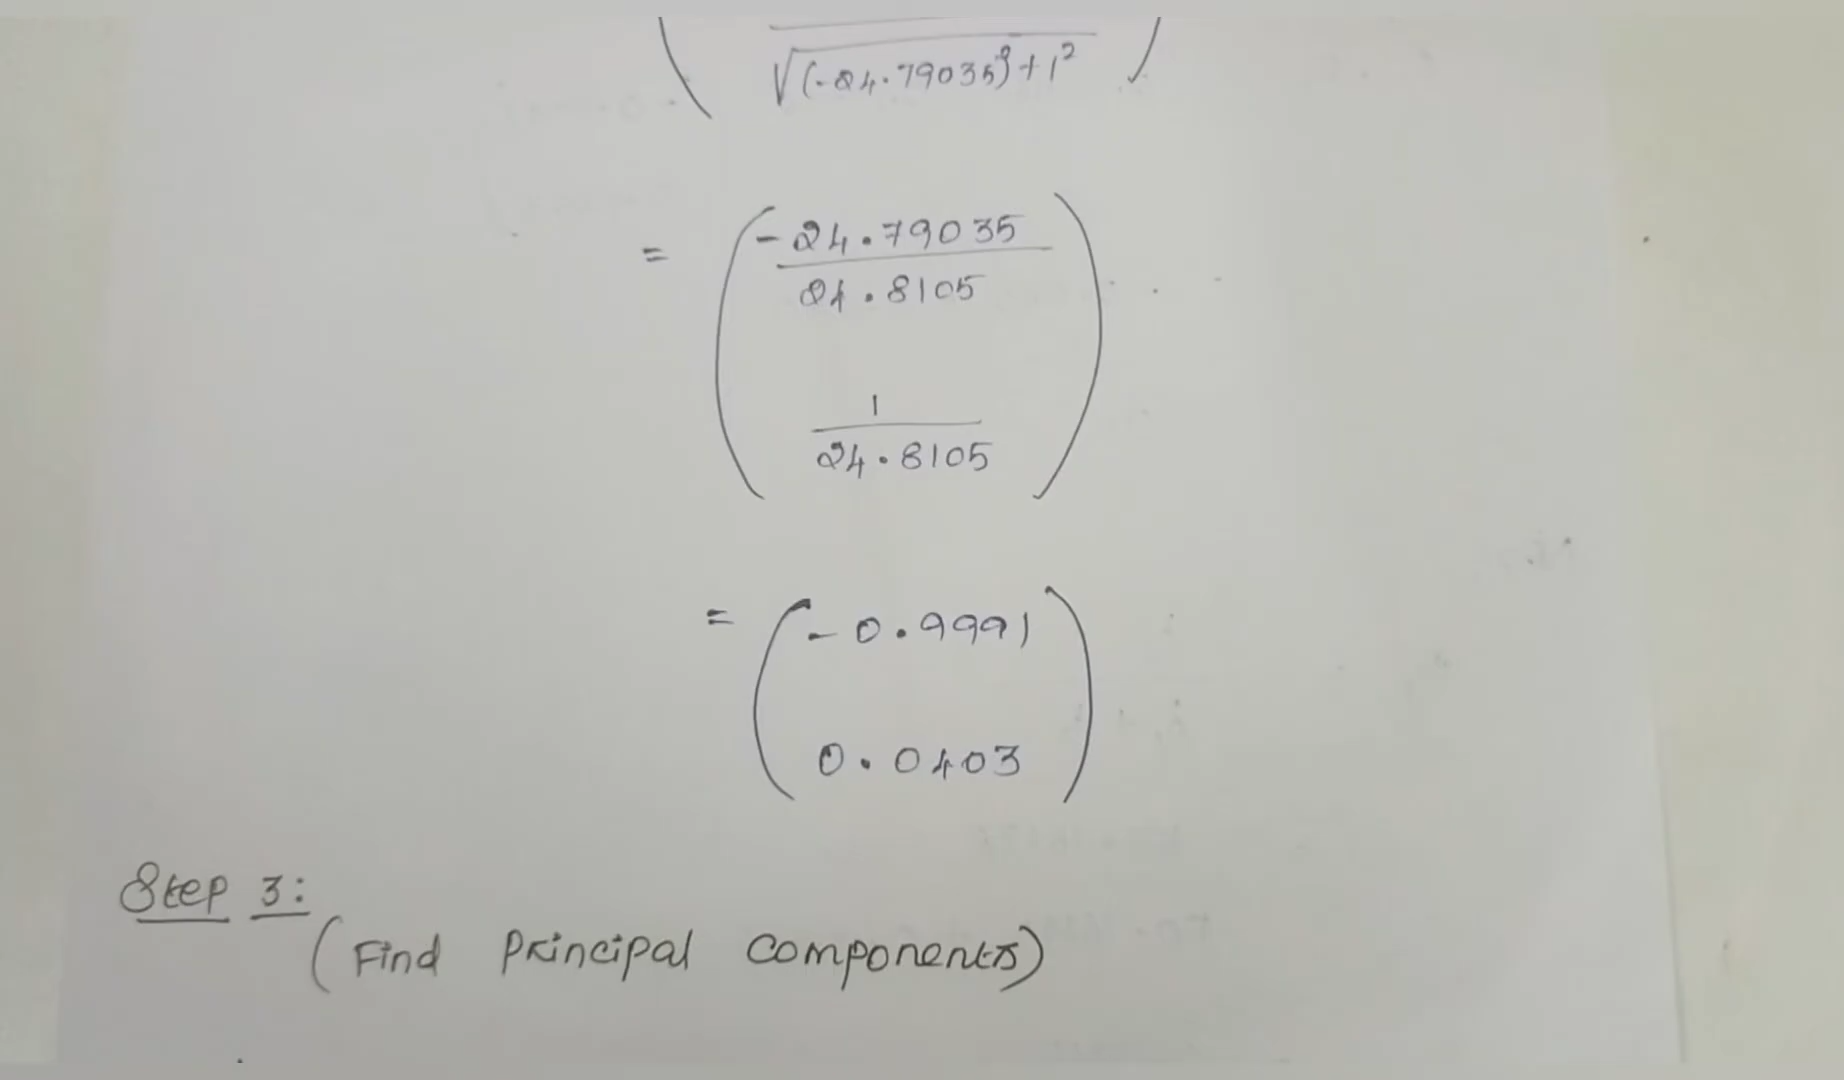 √(-24.79035)² + 1²
= -24.79035
24.8105
1
24.8105
= -0.9991
0.0403
Step 3:
(Find Principal Components)